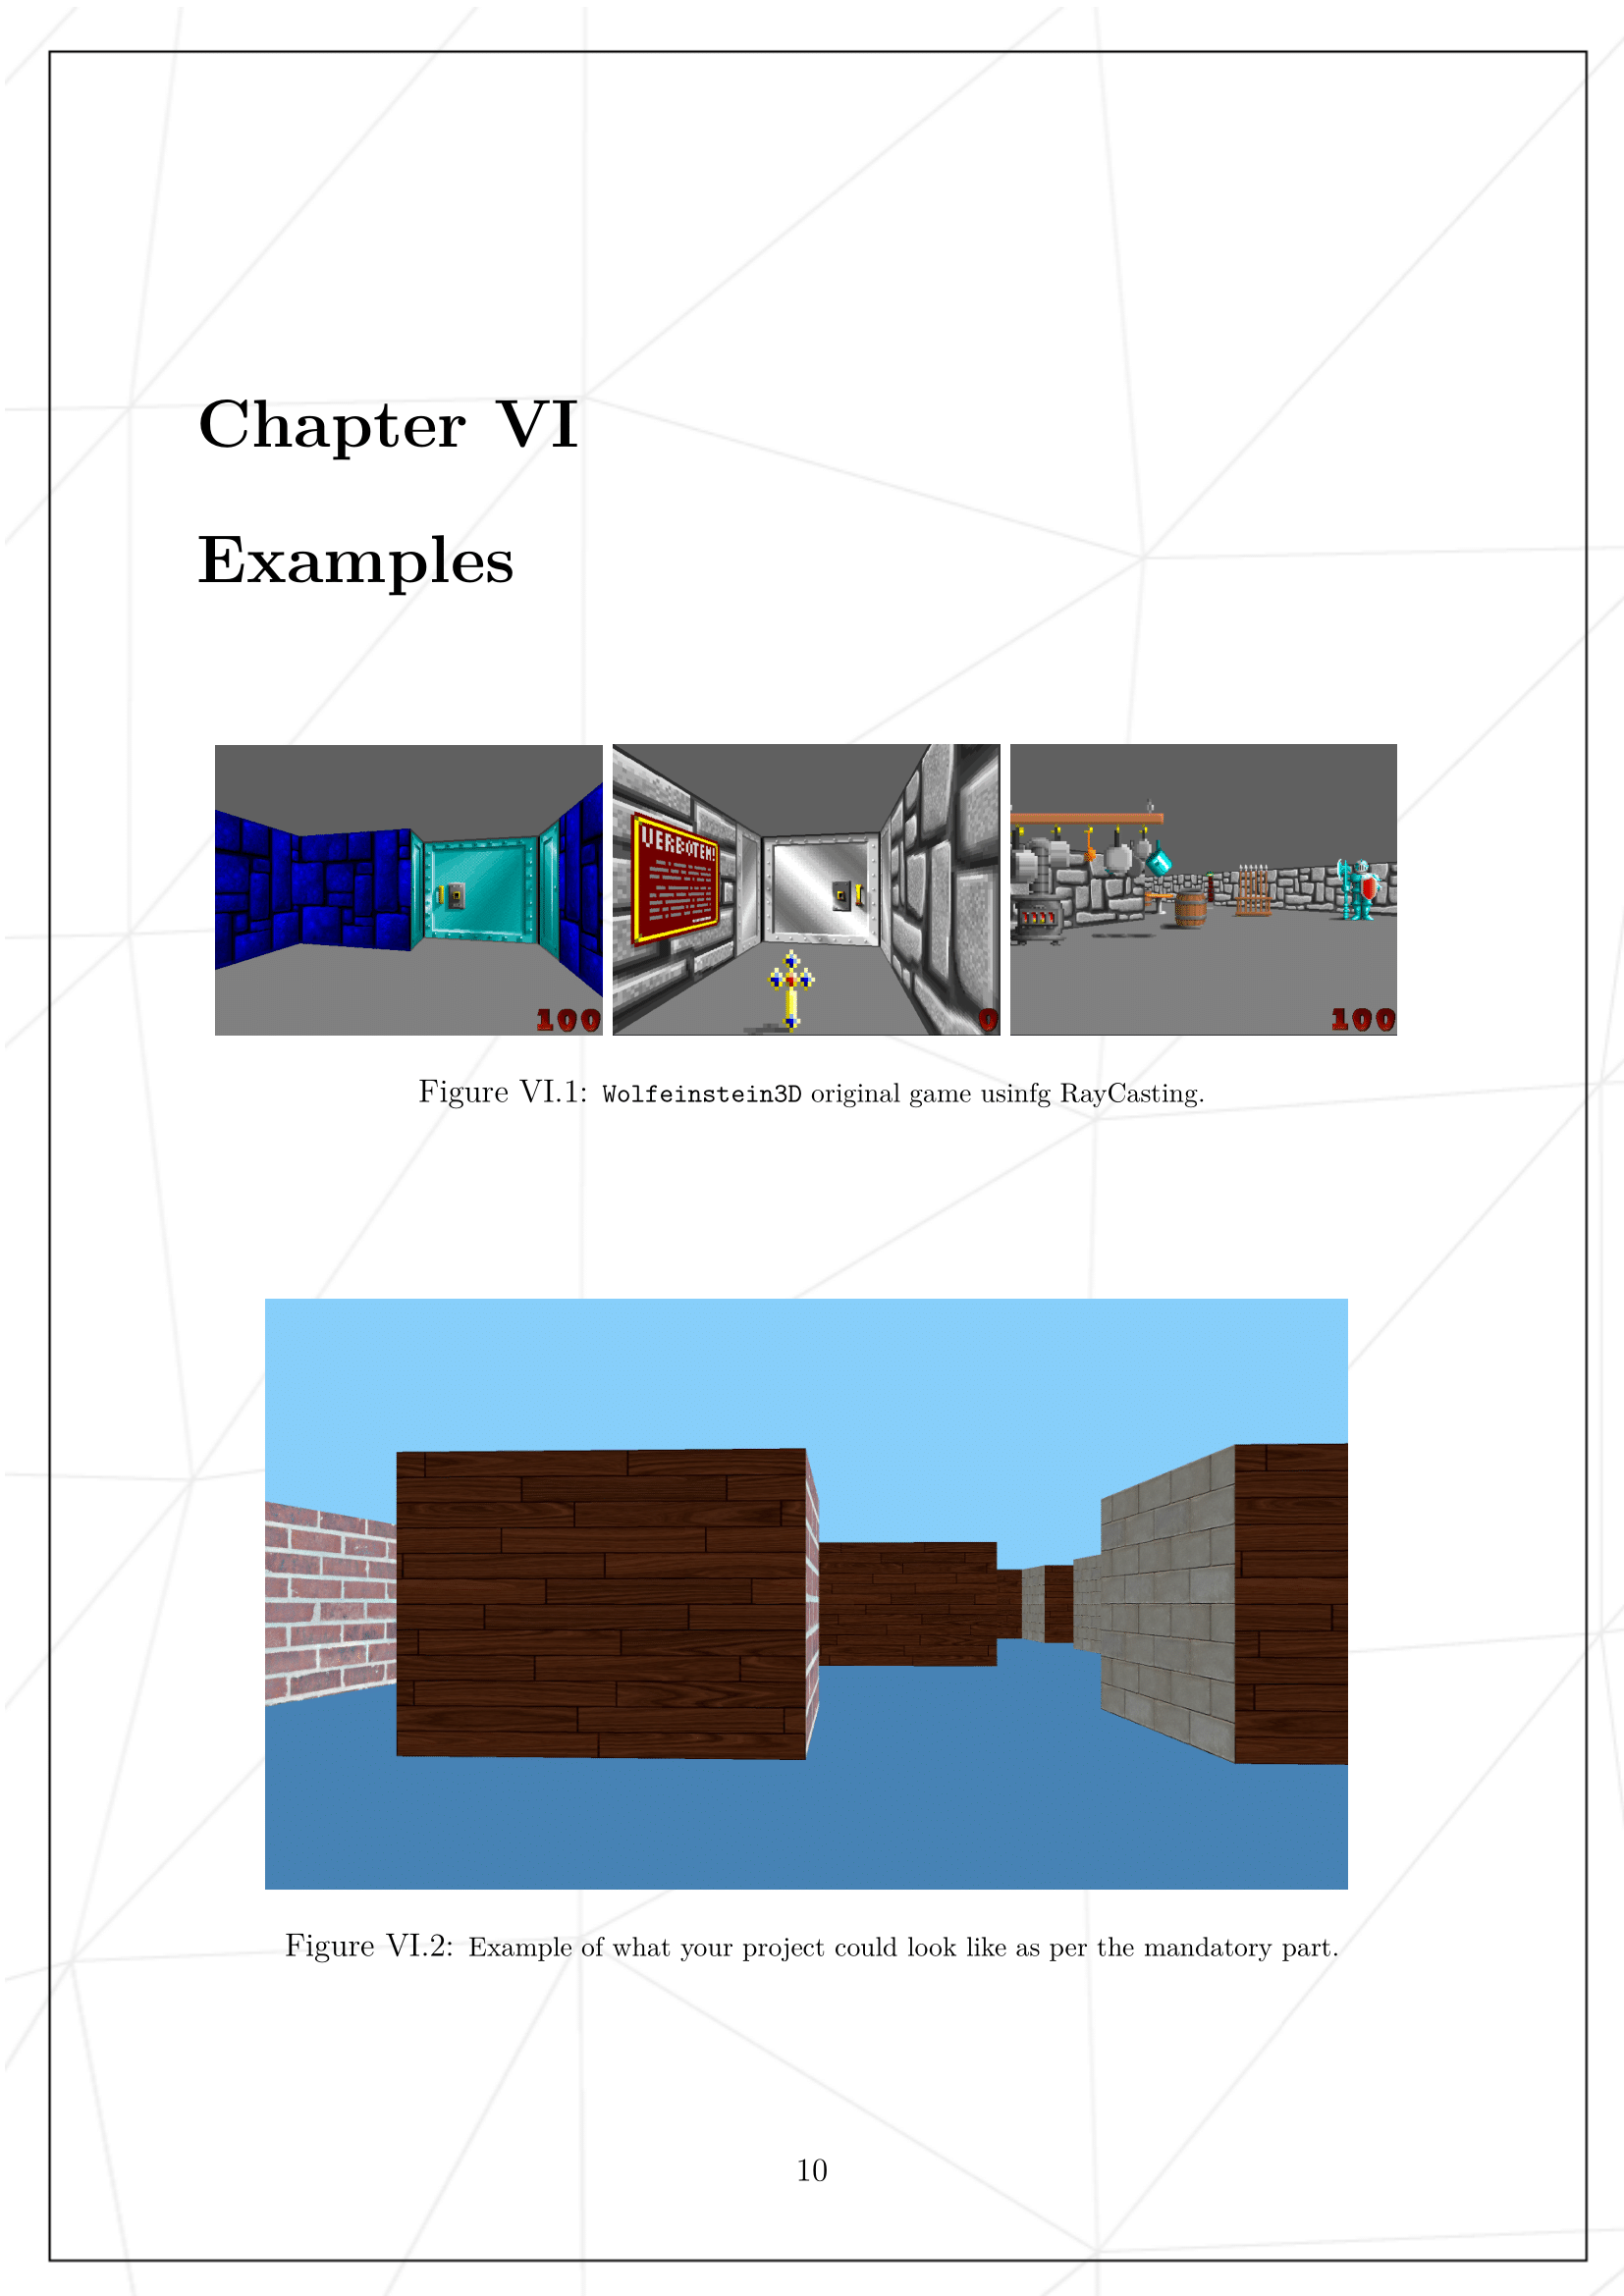 Chapter VI
Examples
VERBOTEN!
100
0
100
Figure VI.1: Wolfeinstein3D original game usinfg RayCasting.
Figure VI.2: Example of what your project could look like as per the mandatory part.
10